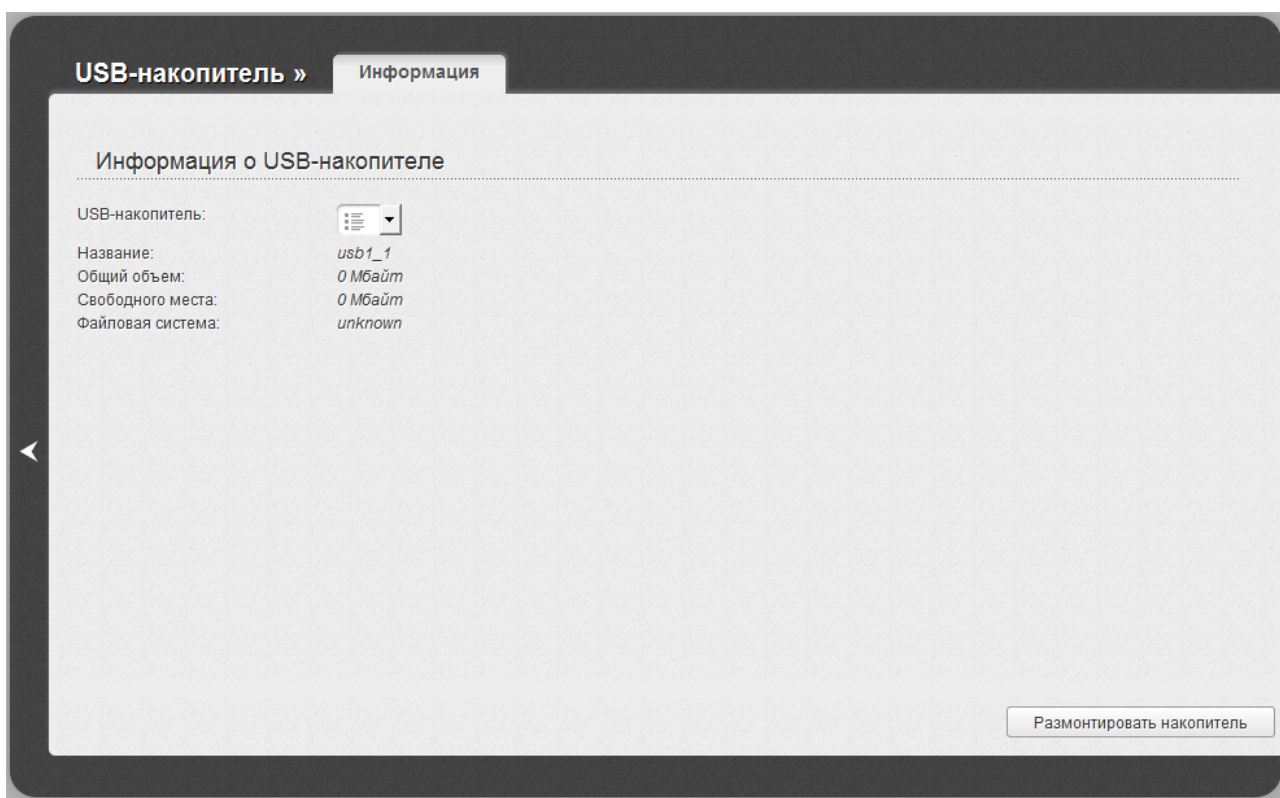 USB-накопитель » Информация
Информация о USB-накопителе
USB-накопитель:
Название: usb1_1
Общий объем: 0 Мбайт
Свободного места: 0 Мбайт
Файловая система: unknown
Размонтировать накопитель